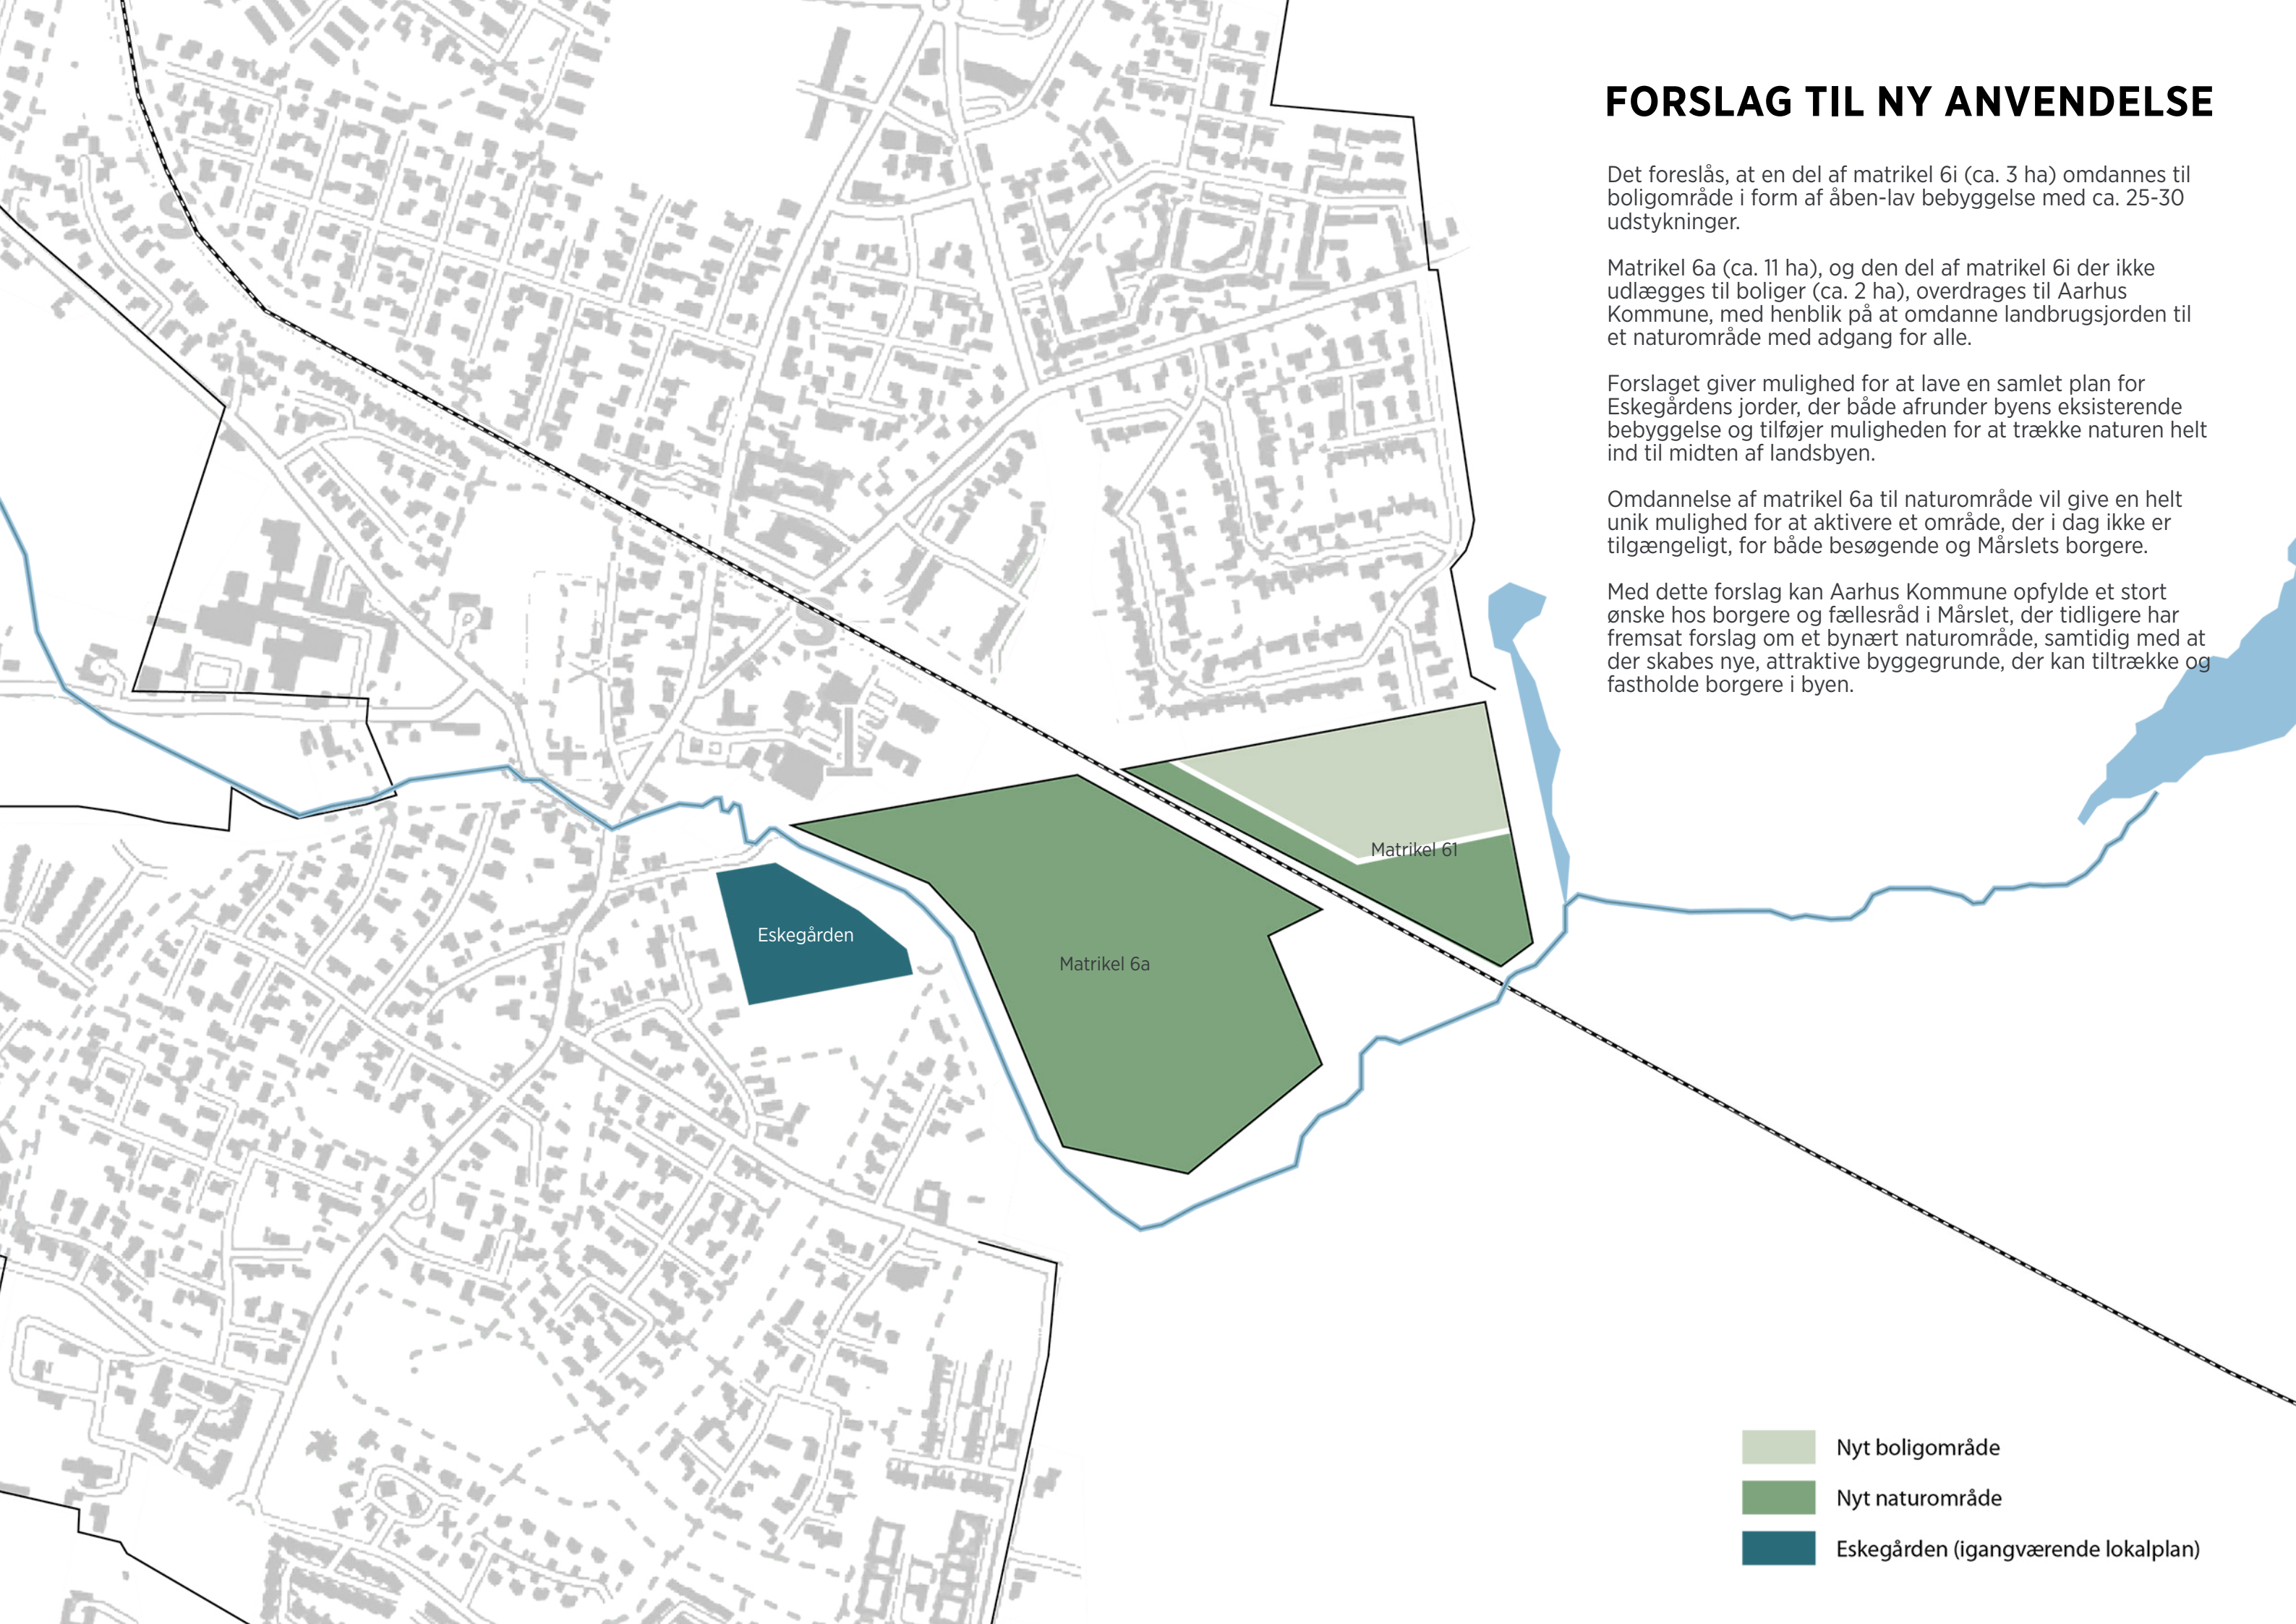 FORSLAG TIL NY ANVENDELSE
Det foreslås, at en del af matrikel 6i (ca. 3 ha) omdannes til
boligområde i form af åben-lav bebyggelse med ca. 25-30
udstykninger.
Matrikel 6a (ca. 11 ha), og den del af matrikel 6i der ikke
udlægges til boliger (ca. 2 ha), overdrages til Aarhus
Kommune, med henblik på at omdanne landbrugsjorden til
et naturområde med adgang for alle.
Forslaget giver mulighed for at lave en samlet plan for
Eskegårdens jorder, der både afrunder byens eksisterende
bebyggelse og tilføjer muligheden for at trække naturen helt
ind til midten af landsbyen.
Omdannelse af matrikel 6a til naturområde vil give en helt
unik mulighed for at aktivere et område, der i dag ikke er
tilgængeligt, for både besøgende og Mårslets borgere.
Med dette forslag kan Aarhus Kommune opfylde et stort
ønske hos borgere og fællesråd i Mårslet, der tidligere har
fremsat forslag om et bynært naturområde, samtidig med at
der skabes nye, attraktive byggegrunde, der kan tiltrække og
fastholde borgere i byen.
S
S
Matrikel 61
Eskegården
Matrikel 6a
Nyt boligområde
Nyt naturområde
Eskegården (igangværende lokalplan)